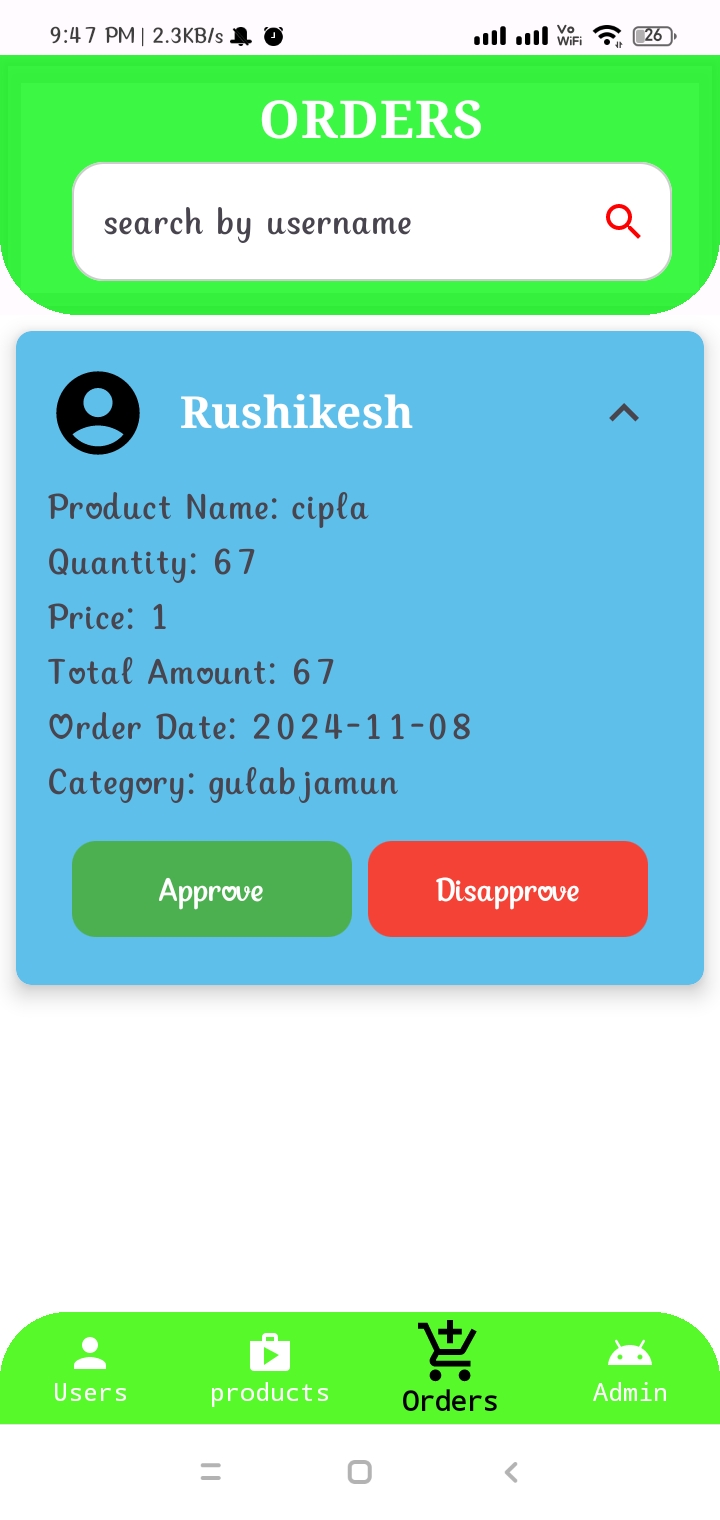 9:47 PM | 2.3KB/s Vo WiFi 26
ORDERS
search by username
Rushikesh
Product Name: cipla
Quantity: 67
Price: 1
Total Amount: 67
Order Date: 2024-11-08
Category: gulabjamun
Approve Disapprove
Users products Orders Admin